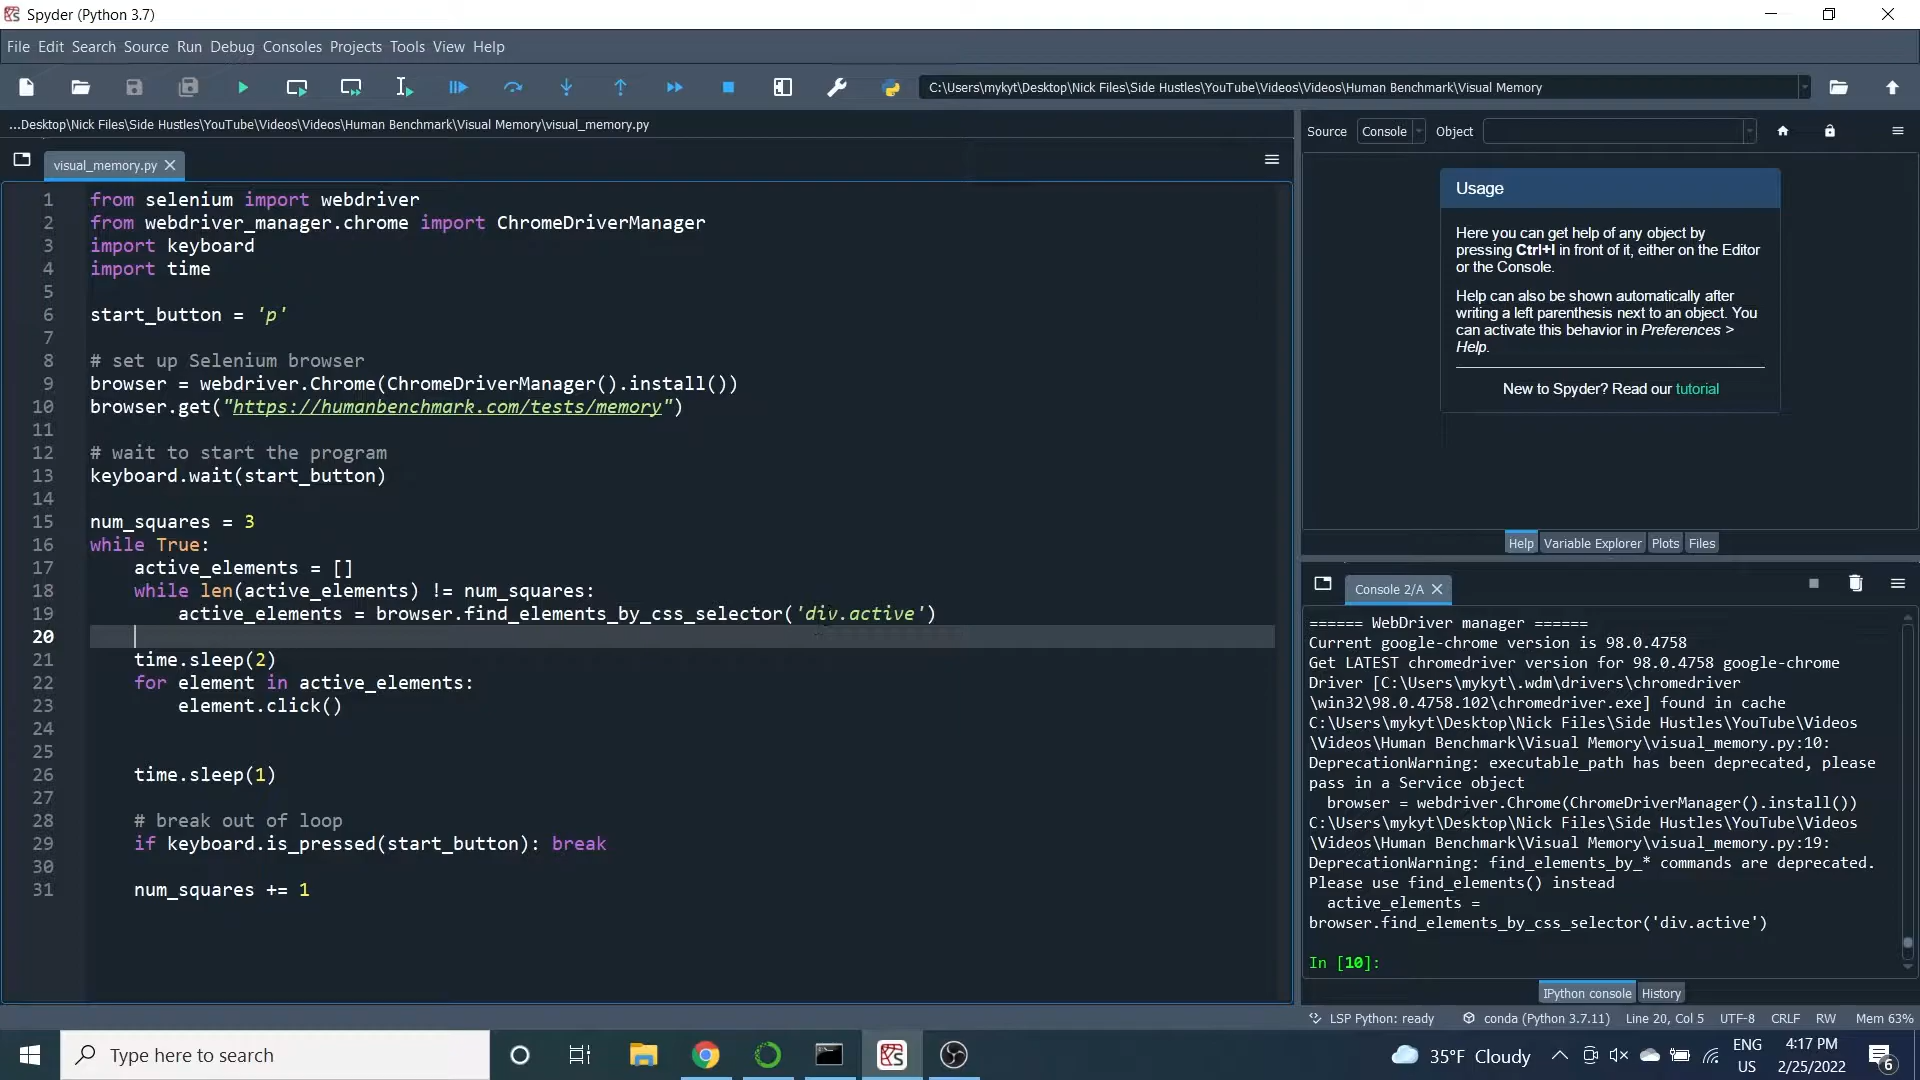 Spyder (Python 3.7)
File Edit Search Source Run Debug Consoles Projects Tools View Help
C:\Users\mykyt\Desktop\Nick Files\Side Hustles\YouTube\Videos\Videos\Human Benchmark\Visual Memory
...Desktop\Nick Files\Side Hustles\YouTube\Videos\Videos\Human Benchmark\Visual Memory\visual_memory.py
visual_memory.py
1 from selenium import webdriver
2 from webdriver_manager.chrome import ChromeDriverManager
3 import keyboard
4 import time
5
6 start_button = 'p'
7
8 # set up Selenium browser
9 browser = webdriver.Chrome(ChromeDriverManager().install())
10 browser.get("https://humanbenchmark.com/tests/memory")
11
12 # wait to start the program
13 keyboard.wait(start_button)
14
15 num_squares = 3
16 while True:
17     active_elements = []
18     while len(active_elements) != num_squares:
19         active_elements = browser.find_elements_by_css_selector('div.active')
20
21     time.sleep(2)
22     for element in active_elements:
23         element.click()
24
25
26     time.sleep(1)
27
28     # break out of loop
29     if keyboard.is_pressed(start_button): break
30
31     num_squares += 1
Source Console Object
Usage
Here you can get help of any object by
pressing Ctrl+I in front of it, either on the Editor
or the Console.
Help can also be shown automatically after
writing a left parenthesis next to an object. You
can activate this behavior in Preferences >
Help.
New to Spyder? Read our tutorial
Help Variable Explorer Plots Files
Console 2/A
====== WebDriver manager ======
Current google-chrome version is 98.0.4758
Get LATEST chromedriver version for 98.0.4758 google-chrome
Driver [C:\Users\mykyt\.wdm\drivers\chromedriver
\win32\98.0.4758.102\chromedriver.exe] found in cache
C:\Users\mykyt\Desktop\Nick Files\Side Hustles\YouTube\Videos
\Videos\Human Benchmark\Visual Memory\visual_memory.py:10:
DeprecationWarning: executable_path has been deprecated, please
pass in a Service object
browser = webdriver.Chrome(ChromeDriverManager().install())
C:\Users\mykyt\Desktop\Nick Files\Side Hustles\YouTube\Videos
\Videos\Human Benchmark\Visual Memory\visual_memory.py:19:
DeprecationWarning: find_elements_by_* commands are deprecated.
Please use find_elements() instead
active_elements =
browser.find_elements_by_css_selector('div.active')
In [10]:
IPython console History
LSP Python: ready conda (Python 3.7.11) Line 20, Col 5 UTF-8 CRLF RW Mem 63%
Type here to search
35°F Cloudy
ENG
US
4:17 PM
2/25/2022
6